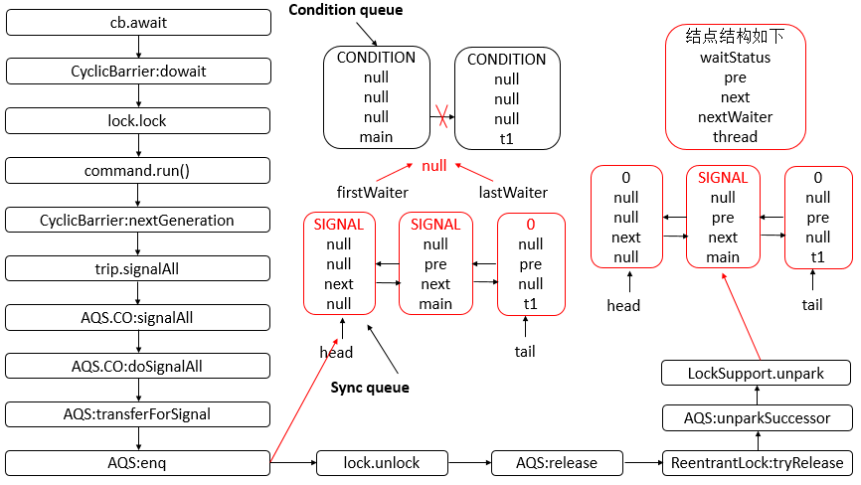 cb.await
CyclicBarrier:dowait
lock.lock
command.run()
CyclicBarrier:nextGeneration
trip.signalAll
AQS.CO:signalAll
AQS.CO:doSignalAll
AQS:transferForSignal
AQS:enq
Condition queue
CONDITION
null
null
null
main
CONDITION
null
null
null
t1
null
firstWaiter
lastWaiter
SIGNAL
null
null
next
null
SIGNAL
null
pre
next
main
0
null
pre
null
t1
head
tail
Sync queue
lock.unlock
AQS:release
ReentrantLock:tryRelease
AQS:unparkSuccessor
LockSupport.unpark
结点结构如下
waitStatus
pre
next
nextWaiter
thread
0
null
null
next
null
SIGNAL
null
pre
next
main
0
null
pre
null
t1
head
tail